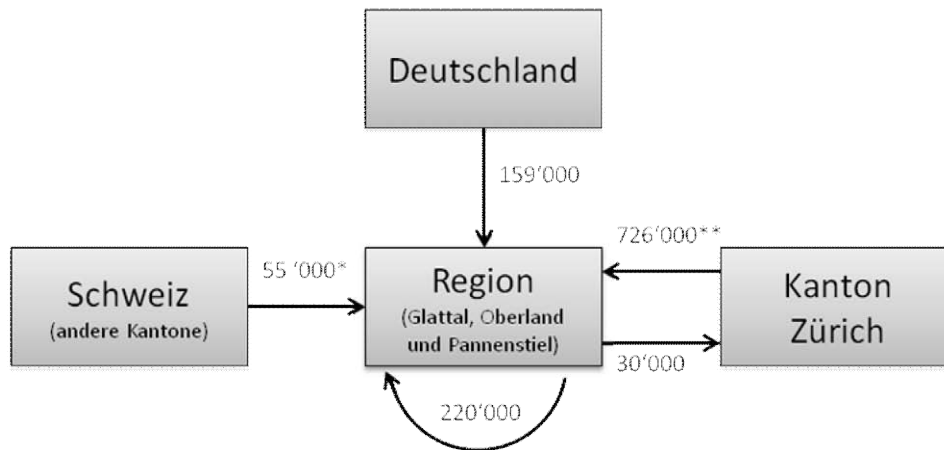 Deutschland
159‘000
726‘000**
55 ‘000*
Schweiz
(andere Kantone)
Region
(Glattal, Oberland
und Pannenstiel)
Kanton
Zürich
30‘000
220‘000